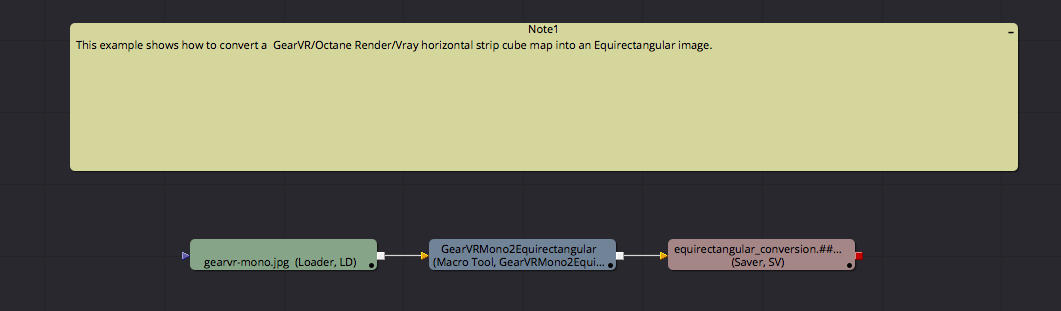 Note1
This example shows how to convert a  GearVR/Octane Render/Vray horizontal strip cube map into an Equirectangular image.
gearvr-mono.jpg  (Loader, LD)
GearVRMono2Equirectangular
(Macro Tool, GearVRMono2Equi...
equirectangular_conversion.##...
(Saver, SV)